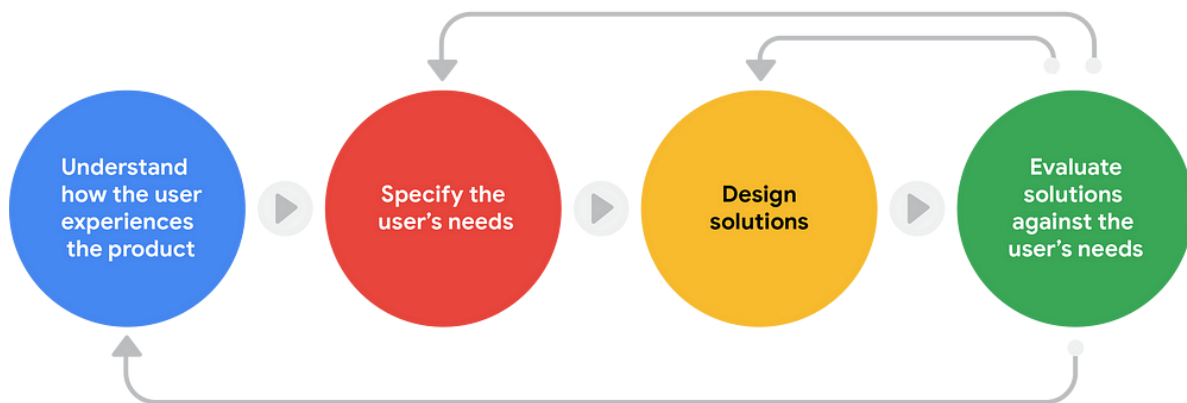 Understand
how the user
experiences
the product
Specify the
user's needs
Design
solutions
Evaluate
solutions
against the
user's needs